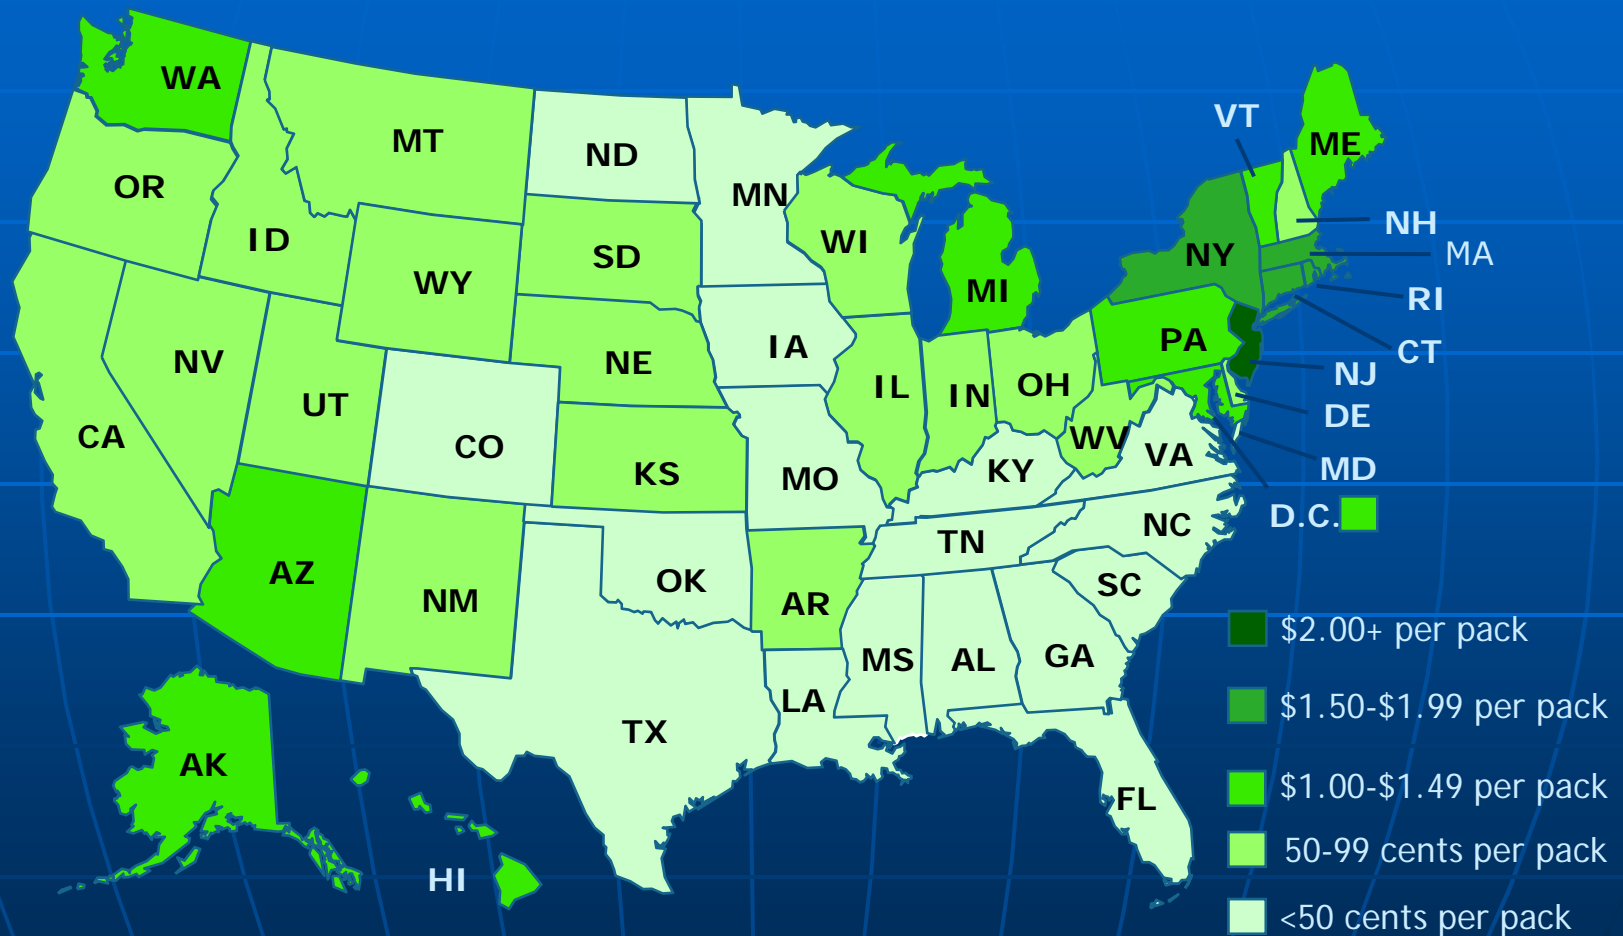 WA
MT
ND
MN
VT
ME
OR
ID
WY
SD
WI
MI
NY
NH
MA
RI
CT
NJ
DE
MD
D.C.
PA
NV
UT
CO
NE
IA
IL
IN
OH
CA
KS
MO
KY
WV
VA
AZ
NM
OK
AR
TN
NC
SC
MS
AL
GA
LA
TX
FL
AK
HI
$2.00+ per pack
$1.50-$1.99 per pack
$1.00-$1.49 per pack
50-99 cents per pack
<50 cents per pack